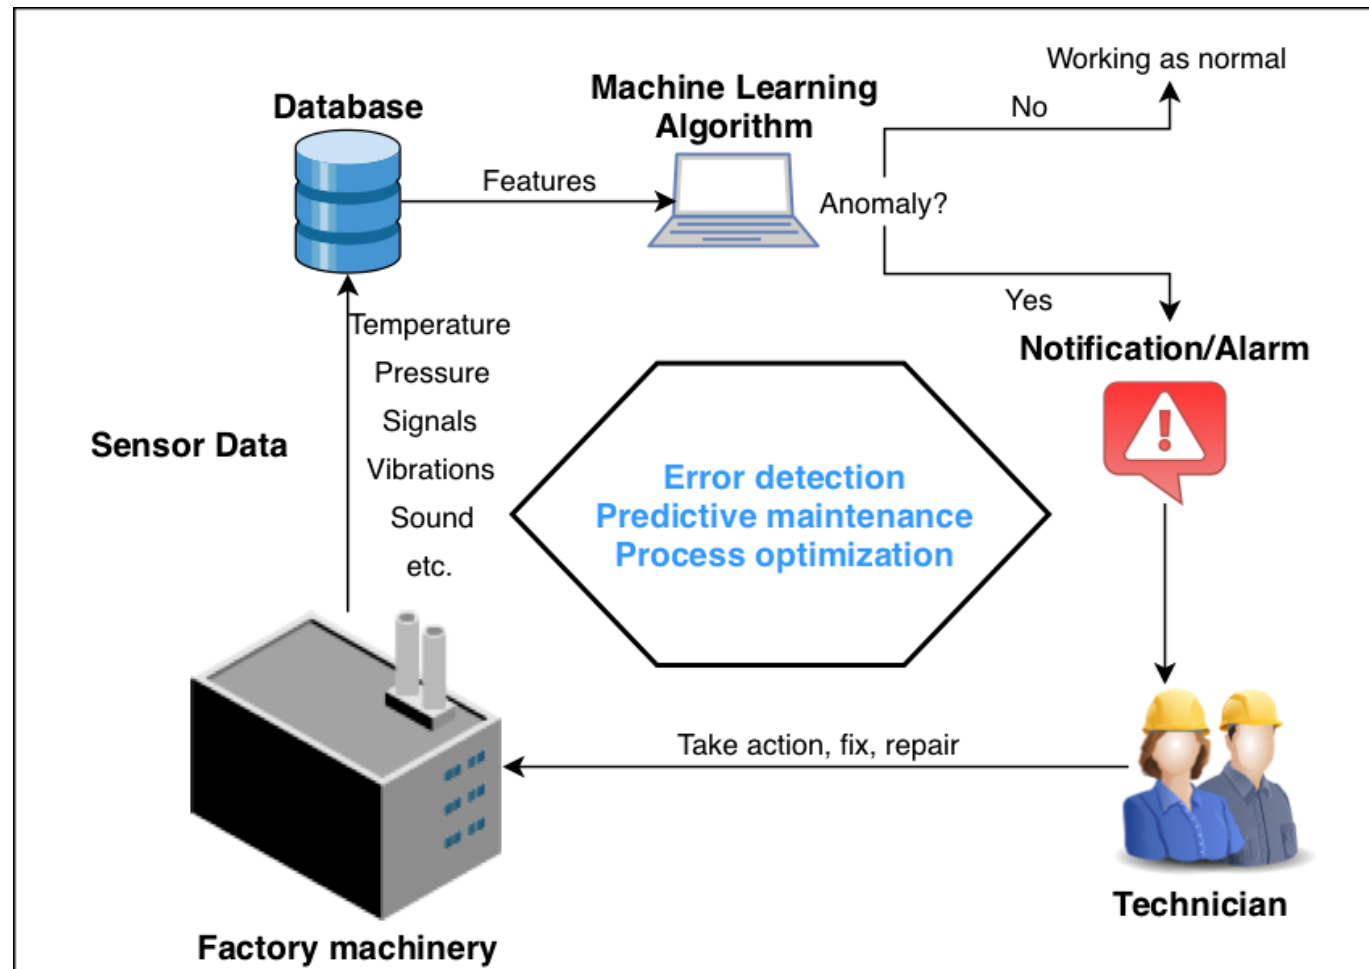 Working as normal
Database
Machine Learning
Algorithm
No
Features
Anomaly?
Yes
Temperature
Pressure
Signals
Vibrations
Sound
etc.
Sensor Data
Notification/Alarm
Error detection
Predictive maintenance
Process optimization
Take action, fix, repair
Technician
Factory machinery